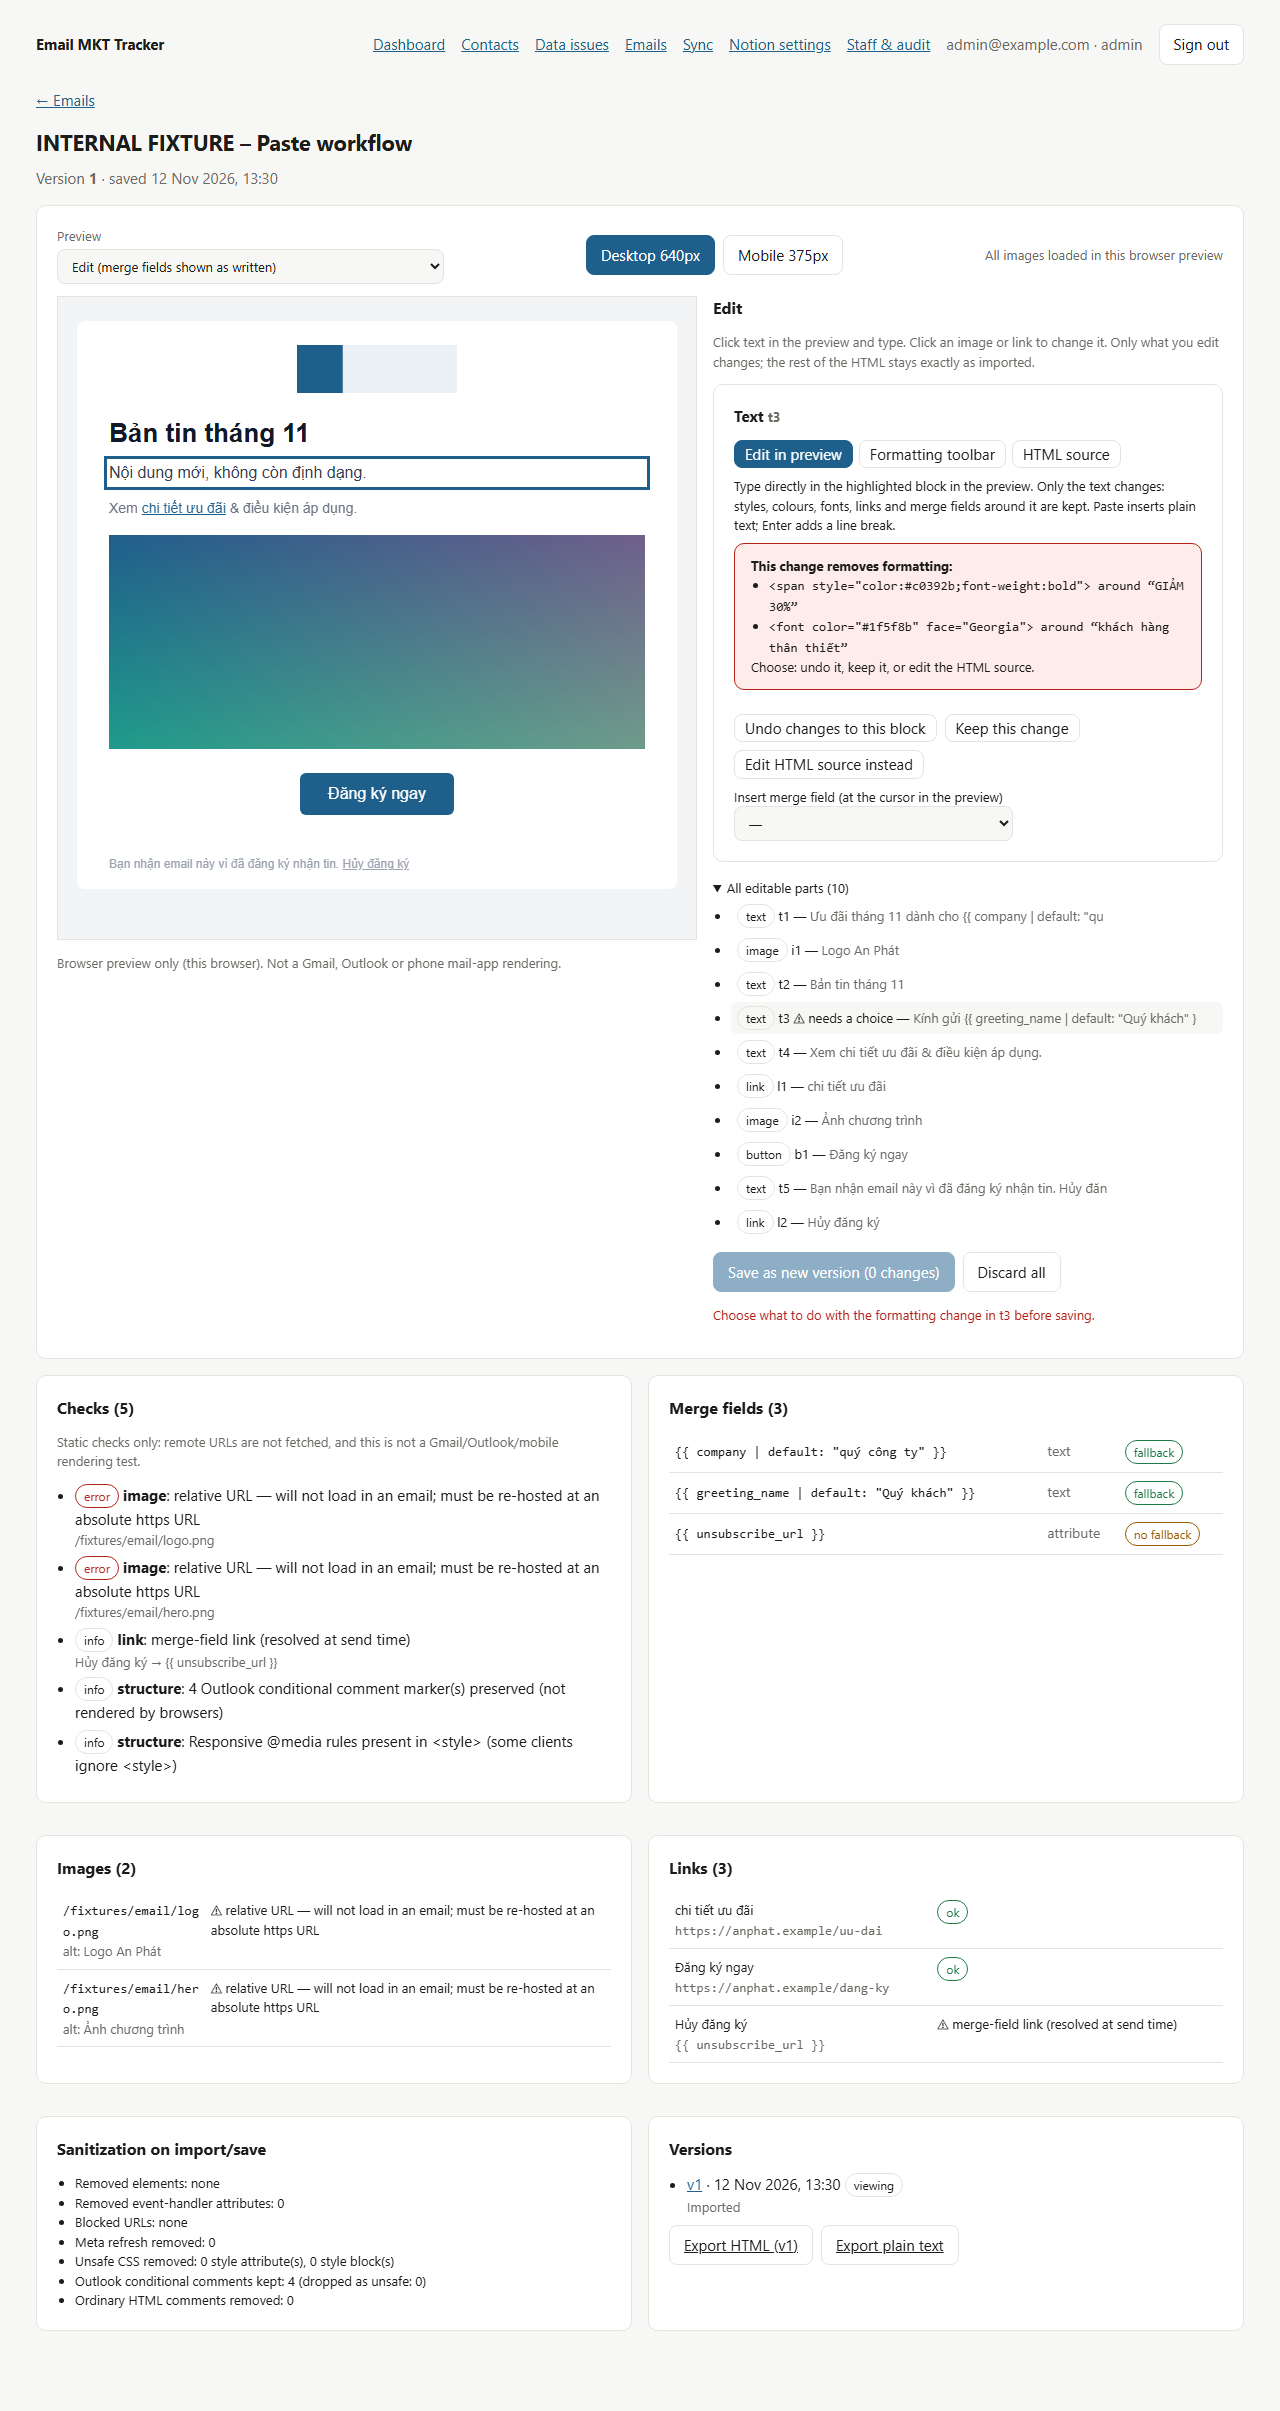 Email MKT Tracker
Dashboard Contacts Data issues Emails Sync Notion settings Staff & audit admin@example.com · admin Sign out
← Emails
INTERNAL FIXTURE – Paste workflow
Version 1 · saved 12 Nov 2026, 13:30
Preview
Edit (merge fields shown as written)
Desktop 640px Mobile 375px
All images loaded in this browser preview
Bản tin tháng 11
Nội dung mới, không còn định dạng.
Xem chi tiết ưu đãi & điều kiện áp dụng.
Đăng ký ngay
Bạn nhận email này vì đã đăng ký nhận tin. Hủy đăng ký
Browser preview only (this browser). Not a Gmail, Outlook or phone mail-app rendering.
Edit
Click text in the preview and type. Click an image or link to change it. Only what you edit
changes; the rest of the HTML stays exactly as imported.
Text t3
Edit in preview Formatting toolbar HTML source
Type directly in the highlighted block in the preview. Only the text changes:
styles, colours, fonts, links and merge fields around it are kept. Paste inserts plain
text; Enter adds a line break.
This change removes formatting:
• <span style="color:#c0392b;font-weight:bold"> around “GIẢM
30%”
• <font color="#1f5f8b" face="Georgia"> around “khách hàng
thân thiết”
Choose: undo it, keep it, or edit the HTML source.
Undo changes to this block Keep this change
Edit HTML source instead
Insert merge field (at the cursor in the preview)
—
▼ All editable parts (10)
• text t1 — Ưu đãi tháng 11 dành cho {{ company | default: "qu
• image i1 — Logo An Phát
• text t2 — Bản tin tháng 11
• text t3 ⚠ needs a choice — Kính gửi {{ greeting_name | default: "Quý khách" }
• text t4 — Xem chi tiết ưu đãi & điều kiện áp dụng.
• link l1 — chi tiết ưu đãi
• image i2 — Ảnh chương trình
• button b1 — Đăng ký ngay
• text t5 — Bạn nhận email này vì đã đăng ký nhận tin. Hủy đăn
• link l2 — Hủy đăng ký
Save as new version (0 changes) Discard all
Choose what to do with the formatting change in t3 before saving.
Checks (5)
Static checks only: remote URLs are not fetched, and this is not a Gmail/Outlook/mobile
rendering test.
• error image: relative URL — will not load in an email; must be re-hosted at an
absolute https URL
/fixtures/email/logo.png
• error image: relative URL — will not load in an email; must be re-hosted at an
absolute https URL
/fixtures/email/hero.png
• info link: merge-field link (resolved at send time)
Hủy đăng ký → {{ unsubscribe_url }}
• info structure: 4 Outlook conditional comment marker(s) preserved (not
rendered by browsers)
• info structure: Responsive @media rules present in <style> (some clients
ignore <style>)
Merge fields (3)
{{ company | default: "quý công ty" }} text fallback
{{ greeting_name | default: "Quý khách" }} text fallback
{{ unsubscribe_url }} attribute no fallback
Images (2)
/fixtures/email/log ⚠ relative URL — will not load in an email; must be re-hosted at an
o.png absolute https URL
alt: Logo An Phát
/fixtures/email/her ⚠ relative URL — will not load in an email; must be re-hosted at an
o.png absolute https URL
alt: Ảnh chương trình
Links (3)
chi tiết ưu đãi ok
https://anphat.example/uu-dai
Đăng ký ngay ok
https://anphat.example/dang-ky
Hủy đăng ký ⚠ merge-field link (resolved at send time)
{{ unsubscribe_url }}
Sanitization on import/save
• Removed elements: none
• Removed event-handler attributes: 0
• Blocked URLs: none
• Meta refresh removed: 0
• Unsafe CSS removed: 0 style attribute(s), 0 style block(s)
• Outlook conditional comments kept: 4 (dropped as unsafe: 0)
• Ordinary HTML comments removed: 0
Versions
• v1 · 12 Nov 2026, 13:30 viewing
Imported
Export HTML (v1) Export plain text